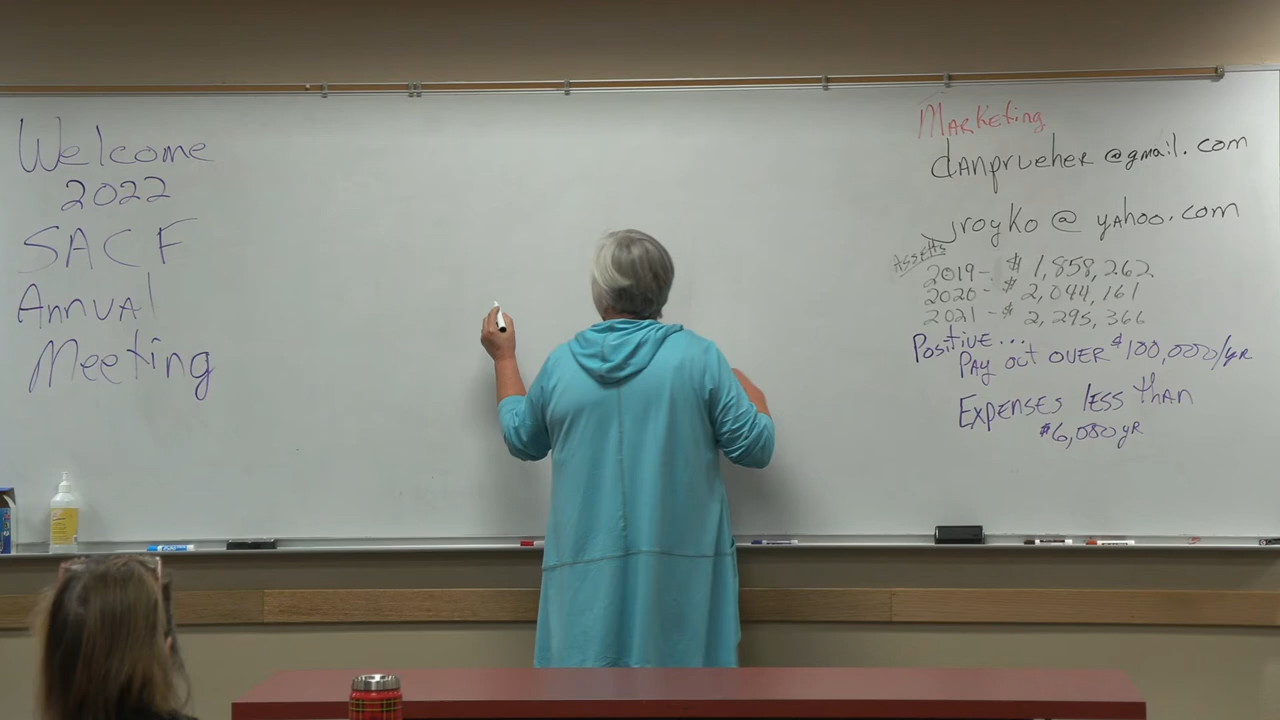 Welcome
2022
SACF
Annual
Meeting
Marketing
danprueher@gmail.com
jroyko@yahoo.com
Assets
2019- $1,858,262
2020- $2,044,161
2021-$2,295,366
Positive...
Pay out over $100,000/yr
Expenses less than
$6,000 yr